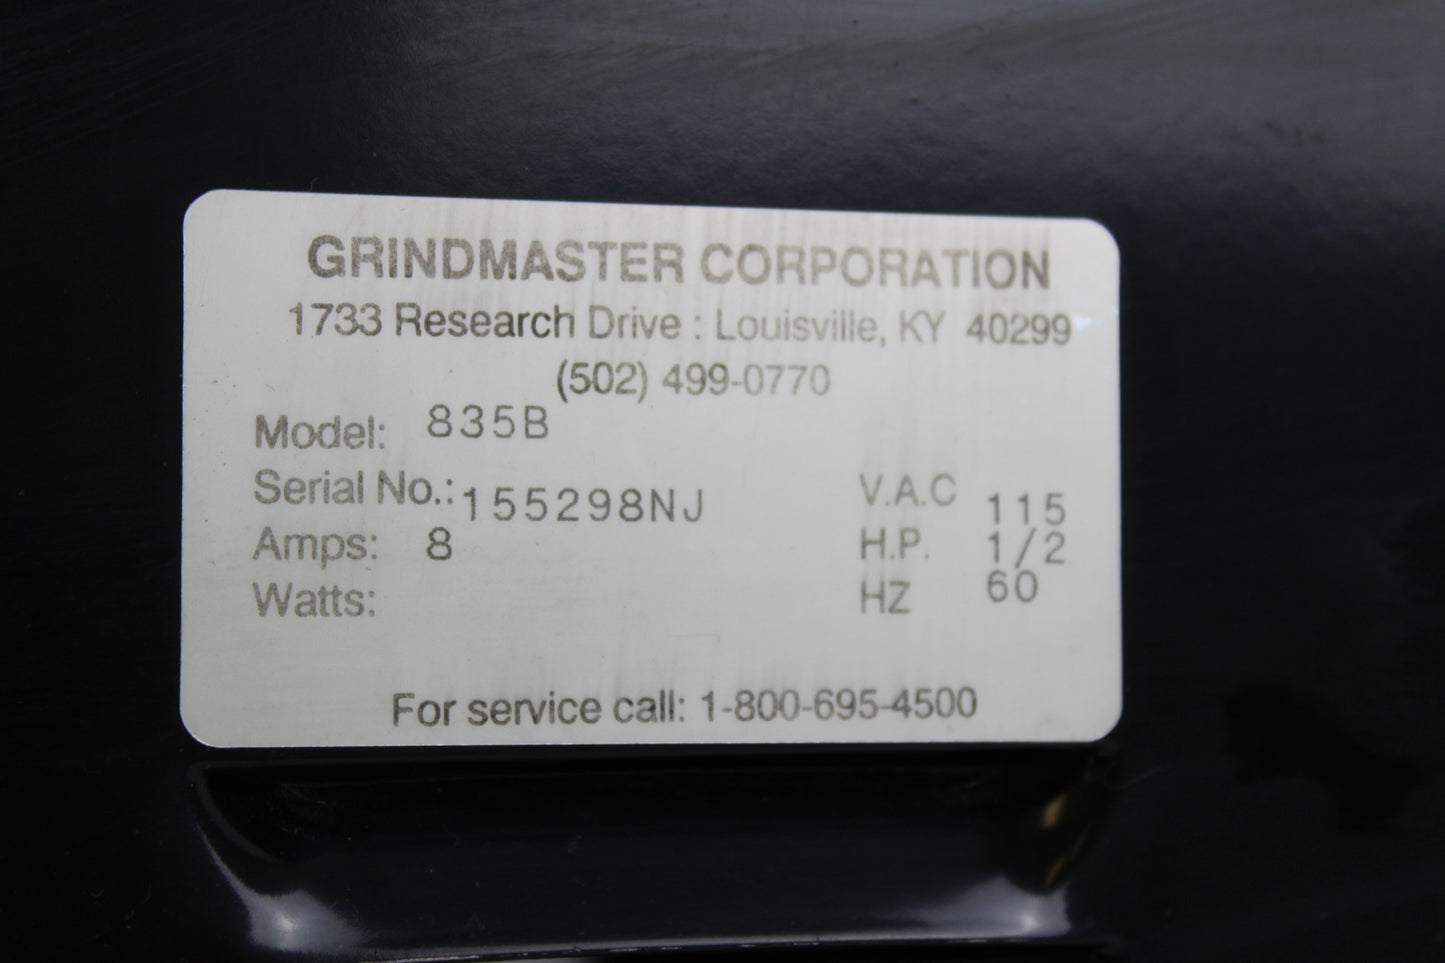 GRINDMASTER CORPORATION
1733 Research Drive : Louisville, KY 40299
(502) 499-0770
Model: 835B
Serial No.: 155298NJ
V.A.C 115
Amps: 8
H.P. 1/2
Watts:
HZ 60
For service call: 1-800-695-4500